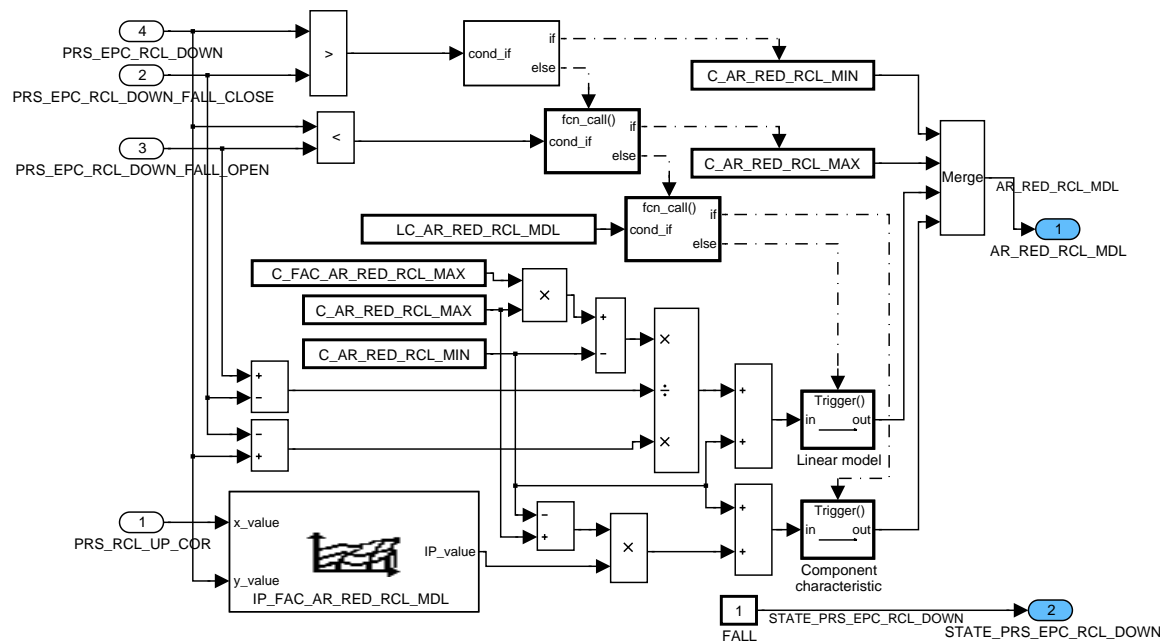 4
PRS_EPC_RCL_DOWN
2
PRS_EPC_RCL_DOWN_FALL_CLOSE
3
PRS_EPC_RCL_DOWN_FALL_OPEN
>
<
cond_if
if
else
fcn_call()
cond_if
if
else
fcn_call()
cond_if
if
else
C_AR_RED_RCL_MIN
C_AR_RED_RCL_MAX
Merge
AR_RED_RCL_MDL
1
AR_RED_RCL_MDL
LC_AR_RED_RCL_MDL
C_FAC_AR_RED_RCL_MAX
C_AR_RED_RCL_MAX
C_AR_RED_RCL_MIN
×
+
−
×
÷
×
+
−
−
+
+
+
Trigger()
in
out
Linear model
1
PRS_RCL_UP_COR
x_value
y_value
IP_value
IP_FAC_AR_RED_RCL_MDL
−
+
×
+
+
Trigger()
in
out
Component
characteristic
1
FALL
STATE_PRS_EPC_RCL_DOWN
2
STATE_PRS_EPC_RCL_DOWN